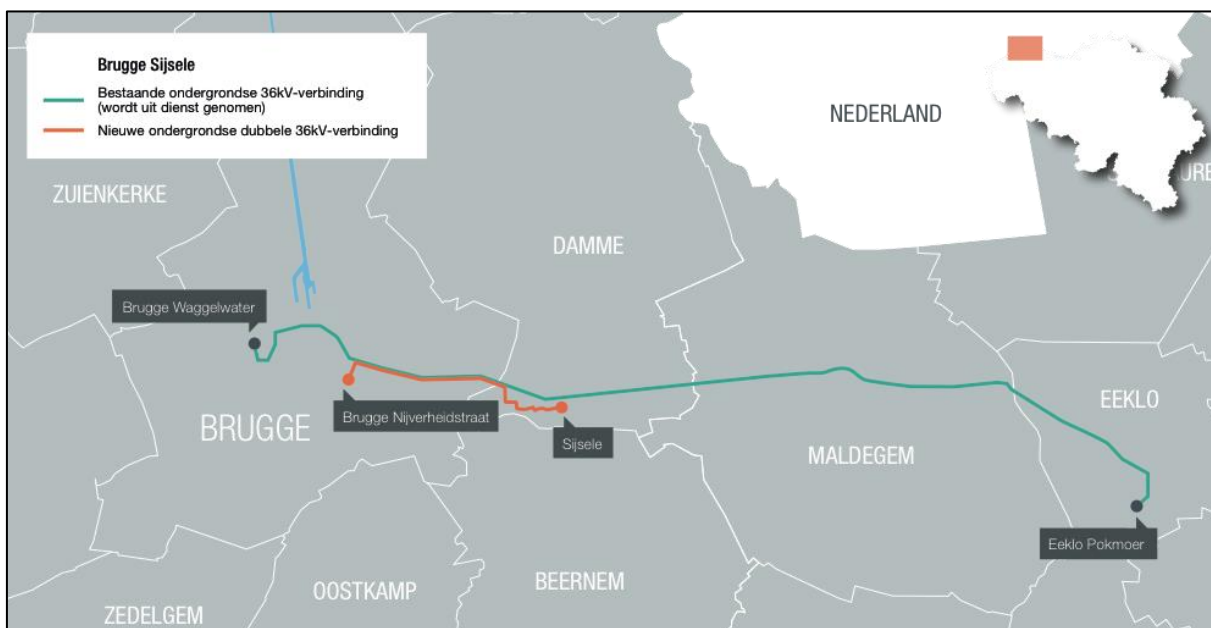 Brugge Sijsele
Bestaande ondergrondse 36kV-verbinding
(wordt uit dienst genomen)
Nieuwe ondergrondse dubbele 36kV-verbinding
NEDERLAND
ZUIENKERKE
DAMME
Brugge Waggelwater
BRUGGE
Brugge Nijverheidstraat
Sijsele
EEKLO
MALDEGEM
Eeklo Pokmoer
OOSTKAMP
BEERNEM
ZEDELGEM